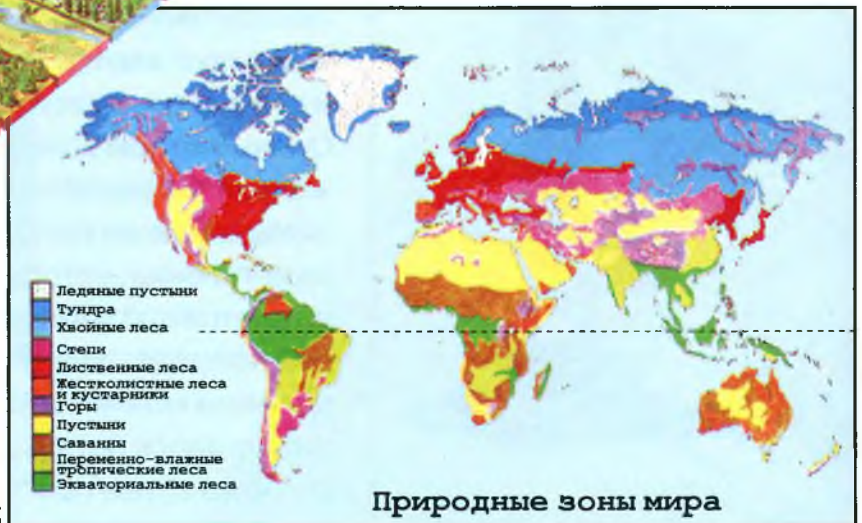 Ледяные пустыни
Тундра
Хвойные леса
Степи
Лиственные леса
Жестколистные леса
и кустарники
Горы
Пустыни
Саванны
Переменно-влажные
тропические леса
Экваториальные леса
Природные зоны мира